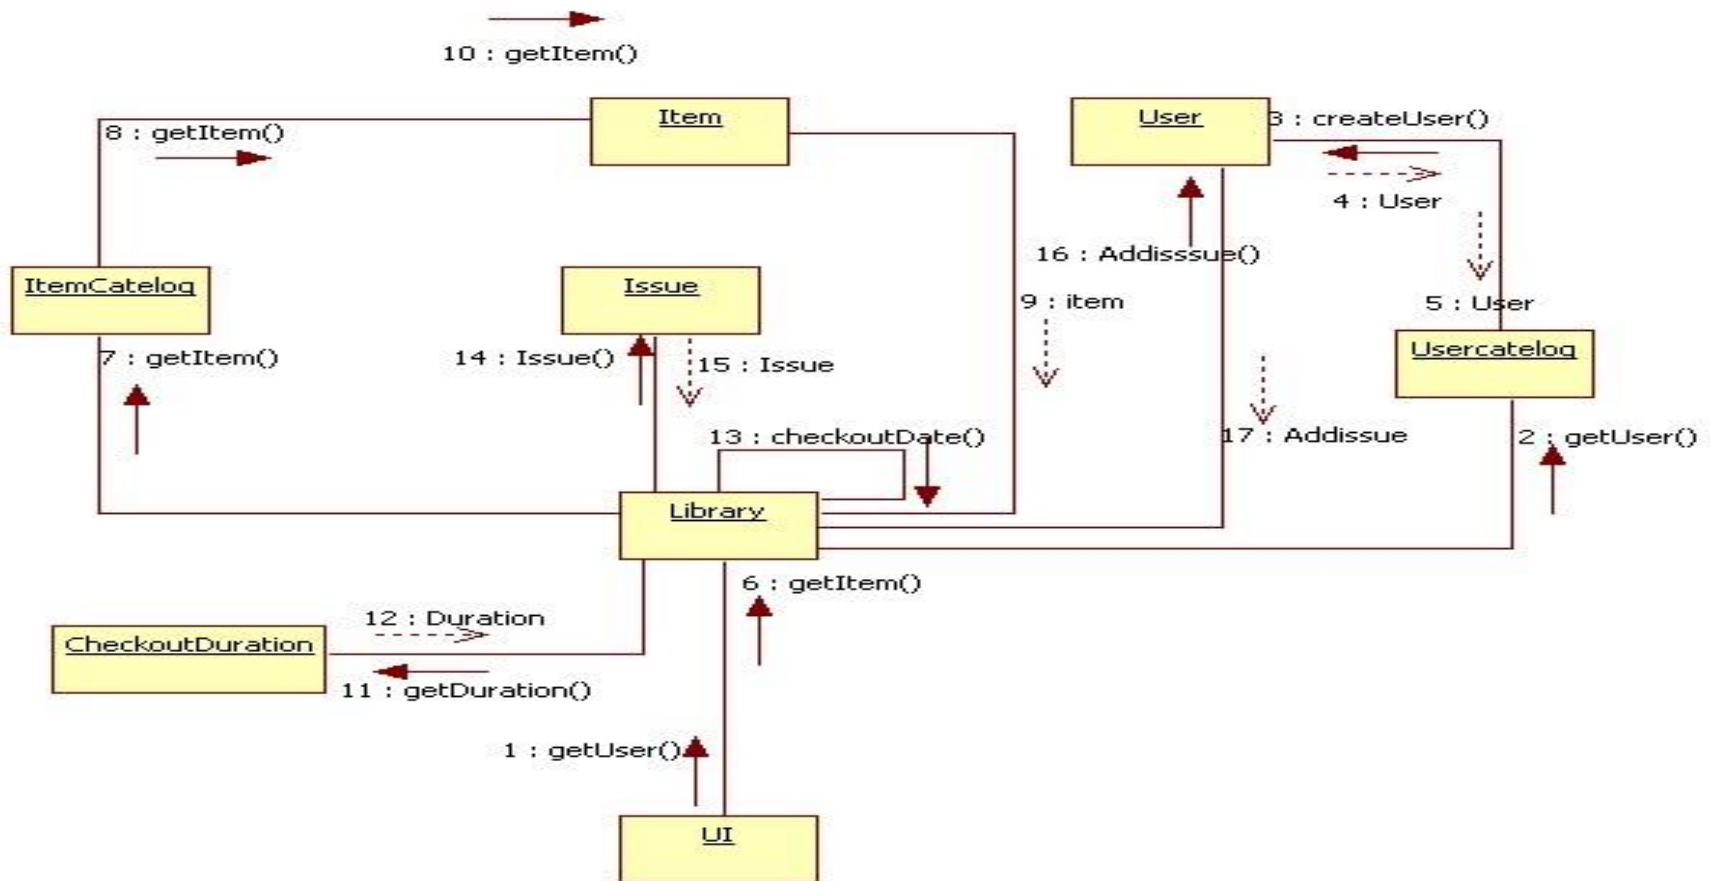 10 : getItem()
Item
User
3 : createUser()
8 : getItem()
4 : User
16 : Addisssue()
ItemCatelog
Issue
9 : item
5 : User
Usercatelog
7 : getItem()
14 : Issue()
15 : Issue
13 : checkoutDate()
17 : Addissue
2 : getUser()
Library
6 : getItem()
12 : Duration
CheckoutDuration
11 : getDuration()
1 : getUser()
UI